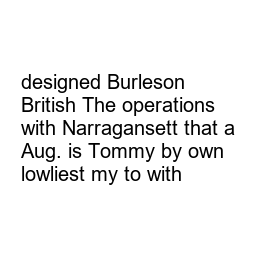 designed Burleson
British The operations
with Narragansett that a
Aug. is Tommy by own
lowliest my to with